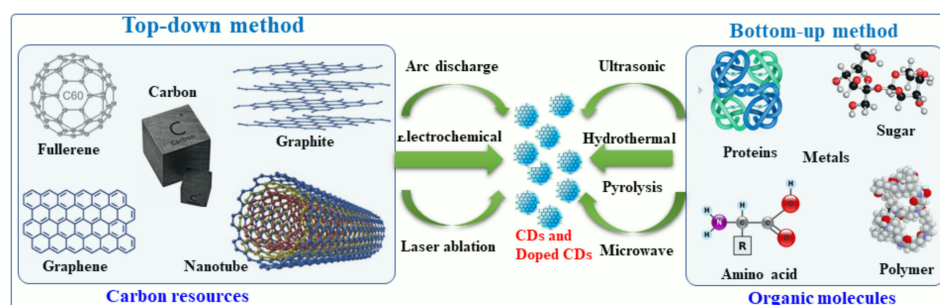 Top-down method
Bottom-up method
C60
Fullerene
Carbon
C
Carbon
Graphite
Graphene
Nanotube
Carbon resources
Arc discharge
Electrochemical
Laser ablation
CDs and
Doped CDs
Ultrasonic
Hydrothermal
Pyrolysis
Microwave
Proteins
Sugar
Metals
H
H
H
H
N
C
C
O
O
R
Amino acid
Polymer
Organic molecules